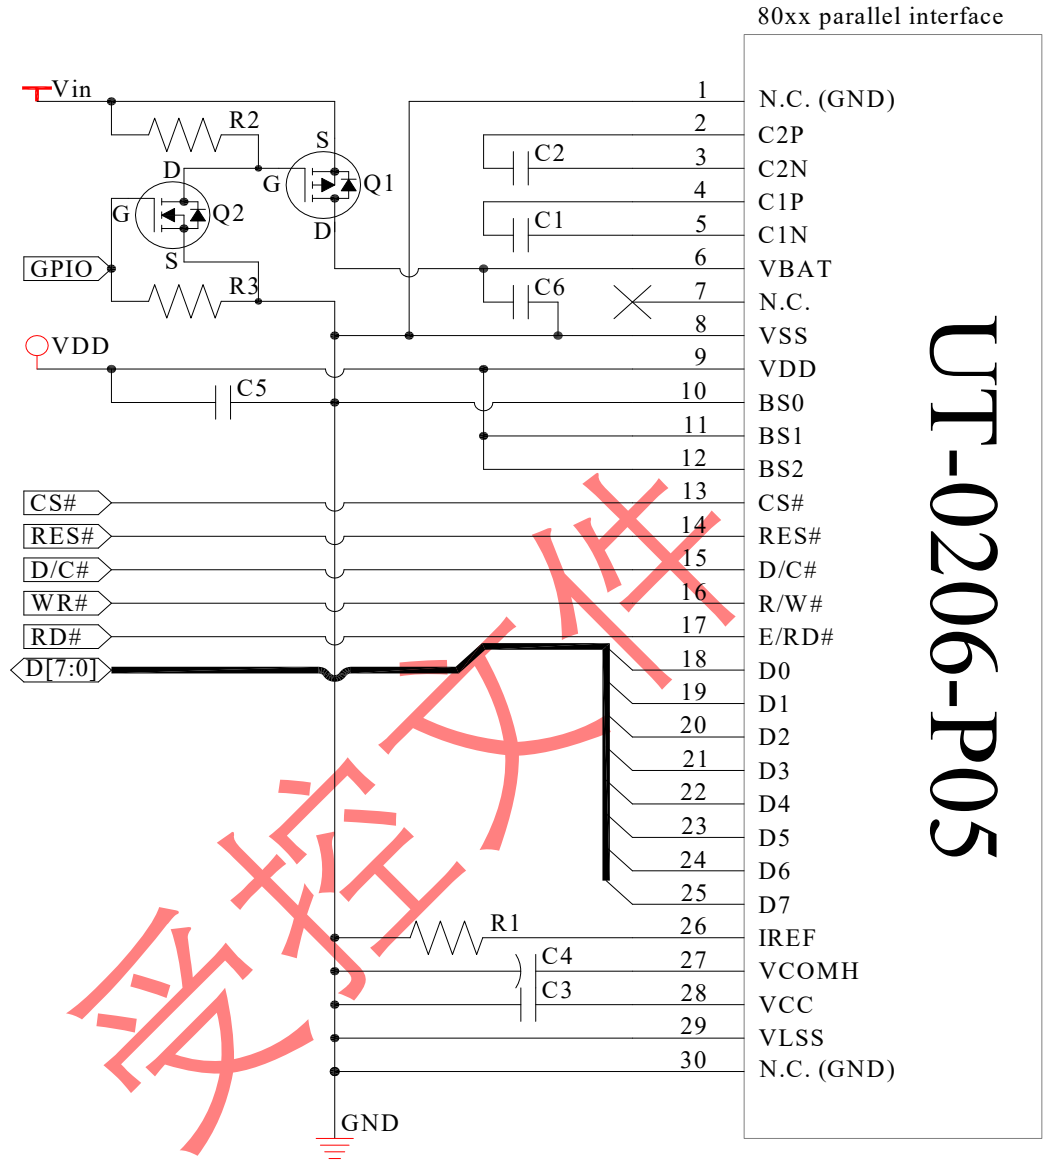 80xx parallel interface
Vin
R2
S
D
G
Q1
G
Q2
D
S
GPIO
R3
VDD
C5
C2
C1
C6
1 N.C. (GND)
2 C2P
3 C2N
4 C1P
5 C1N
6 VBAT
7 N.C.
8 VSS
9 VDD
10 BS0
11 BS1
12 BS2
CS# 13 CS#
RES# 14 RES#
D/C# 15 D/C#
WR# 16 R/W#
RD# 17 E/RD#
D[7:0] 18 D0
19 D1
20 D2
21 D3
22 D4
23 D5
24 D6
25 D7
R1 26 IREF
C4 27 VCOMH
C3 28 VCC
29 VLSS
30 N.C. (GND)
GND
UT-0206-P05
受控文件